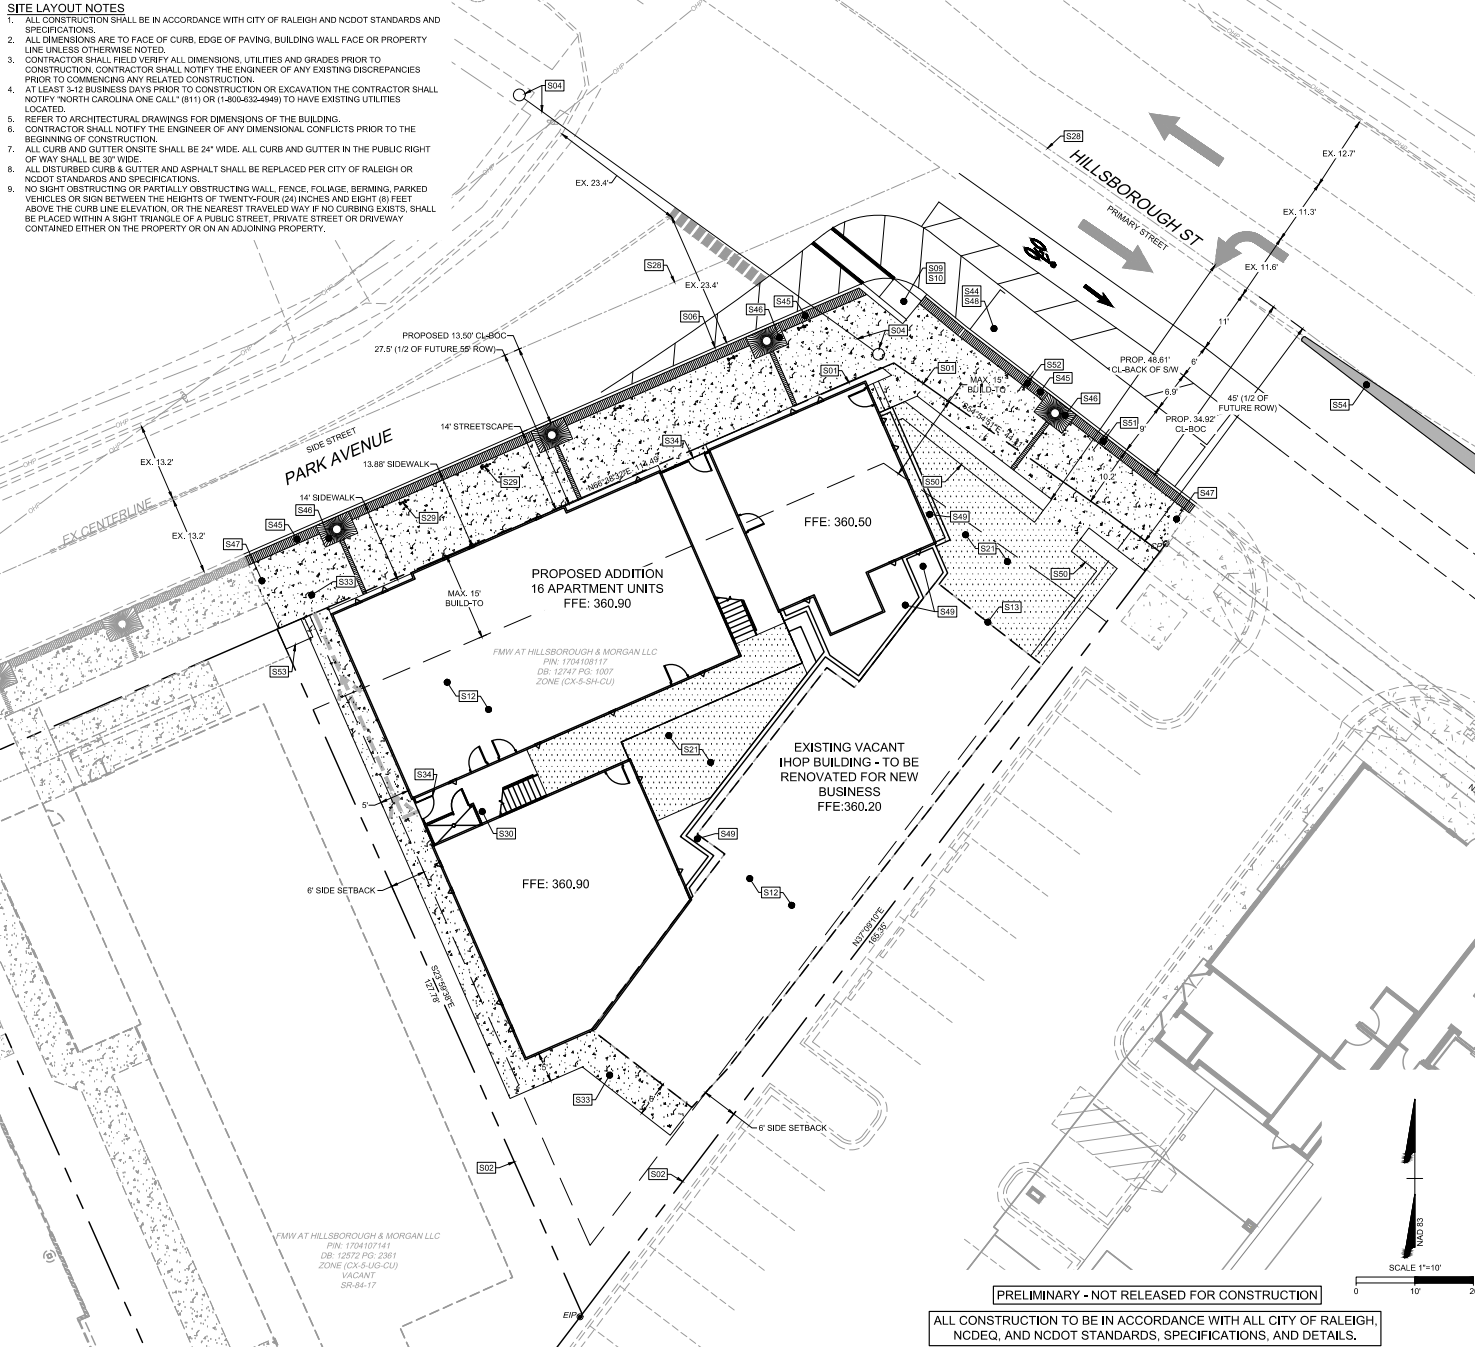 SITE LAYOUT NOTES
1. ALL CONSTRUCTION SHALL BE IN ACCORDANCE WITH CITY OF RALEIGH AND NCDOT STANDARDS AND
SPECIFICATIONS.
2. ALL DIMENSIONS ARE TO FACE OF CURB, EDGE OF PAVING, BUILDING WALL FACE OR PROPERTY
LINE UNLESS OTHERWISE NOTED.
3. CONTRACTOR SHALL FIELD VERIFY ALL DIMENSIONS, UTILITIES AND GRADES PRIOR TO
CONSTRUCTION. CONTRACTOR SHALL NOTIFY THE ENGINEER OF ANY EXISTING DISCREPANCIES
PRIOR TO COMMENCING ANY RELATED CONSTRUCTION.
4. AT LEAST 3-12 BUSINESS DAYS PRIOR TO CONSTRUCTION OR EXCAVATION THE CONTRACTOR SHALL
NOTIFY "NORTH CAROLINA ONE CALL" (811) OR (1-800-632-4949) TO HAVE EXISTING UTILITIES
LOCATED.
5. REFER TO ARCHITECTURAL DRAWINGS FOR DIMENSIONS OF THE BUILDING.
6. CONTRACTOR SHALL NOTIFY THE ENGINEER OF ANY DIMENSIONAL CONFLICTS PRIOR TO THE
BEGINNING OF CONSTRUCTION.
7. ALL CURB AND GUTTER ONSITE SHALL BE 24" WIDE. ALL CURB AND GUTTER IN THE PUBLIC RIGHT
OF WAY SHALL BE 30" WIDE.
8. ALL DISTURBED CURB & GUTTER AND ASPHALT SHALL BE REPLACED PER CITY OF RALEIGH OR
NCDOT STANDARDS AND SPECIFICATIONS.
9. NO SIGHT OBSTRUCTING OR PARTIALLY OBSTRUCTING WALL, FENCE, FOLIAGE, BERMING, PARKED
VEHICLES OR SIGN BETWEEN THE HEIGHTS OF TWENTY-FOUR (24) INCHES AND EIGHT (8) FEET
ABOVE THE CURB LINE ELEVATION, OR THE NEAREST TRAVELED WAY IF NO CURBING EXISTS, SHALL
BE PLACED WITHIN A SIGHT TRIANGLE OF A PUBLIC STREET, PRIVATE STREET OR DRIVEWAY
CONTAINED EITHER ON THE PROPERTY OR ON AN ADJOINING PROPERTY.
S04
S28
EX. 12.7'
EX. 23.4'
HILLSBOROUGH ST
PRIMARY STREET
EX. 11.3'
S28
EX. 11.6'
S09
S10
EX. 23.4'
S44
S48
S45
S46
S06
11'
S04
PROPOSED 13.50' CL-BOC
27.5' (1/2 OF FUTURE 55' ROW)
PROP. 48.61'
CL-BACK OF S/W
6'
S52
S01
S01
S45
MAX. 15'
BUILD-TO
6.9'
45' (1/2 OF
FUTURE ROW)
S46
S54
PROP. 34.92'
CL-BOC
S51
9'
14' STREETSCAPE
SIDE STREET
PARK AVENUE
S34
EX. 13.2'
13.88' SIDEWALK
S29
S50
10.2'
14' SIDEWALK
S46
S47
EX CENTERLINE
S45
S29
FFE: 360.50
S49
EX. 13.2'
S47
S21
PROPOSED ADDITION
16 APARTMENT UNITS
FFE: 360.90
S33
S50
MAX. 15'
BUILD-TO
S49
S13
FMW AT HILLSBOROUGH & MORGAN LLC
PIN: 1704108117
DB: 12747 PG: 1007
ZONE (CX-5-SH-CU)
S53
S12
S21
EXISTING VACANT
IHOP BUILDING - TO BE
RENOVATED FOR NEW
BUSINESS
FFE:360.20
S34
5'
S30
S49
FFE: 360.90
6' SIDE SETBACK
S12
N37°09'10"E
165.35'
S23°59'38"E
127.78'
5'
S33
6'
6' SIDE SETBACK
S02
S02
FMW AT HILLSBOROUGH & MORGAN LLC
PIN: 1704107141
DB: 12572 PG: 2361
ZONE (CX-5-UG-CU)
VACANT
SR-84-17
EIP
NAD 83
SCALE 1"=10'
0 10'
PRELIMINARY - NOT RELEASED FOR CONSTRUCTION
ALL CONSTRUCTION TO BE IN ACCORDANCE WITH ALL CITY OF RALEIGH,
NCDEQ, AND NCDOT STANDARDS, SPECIFICATIONS, AND DETAILS.